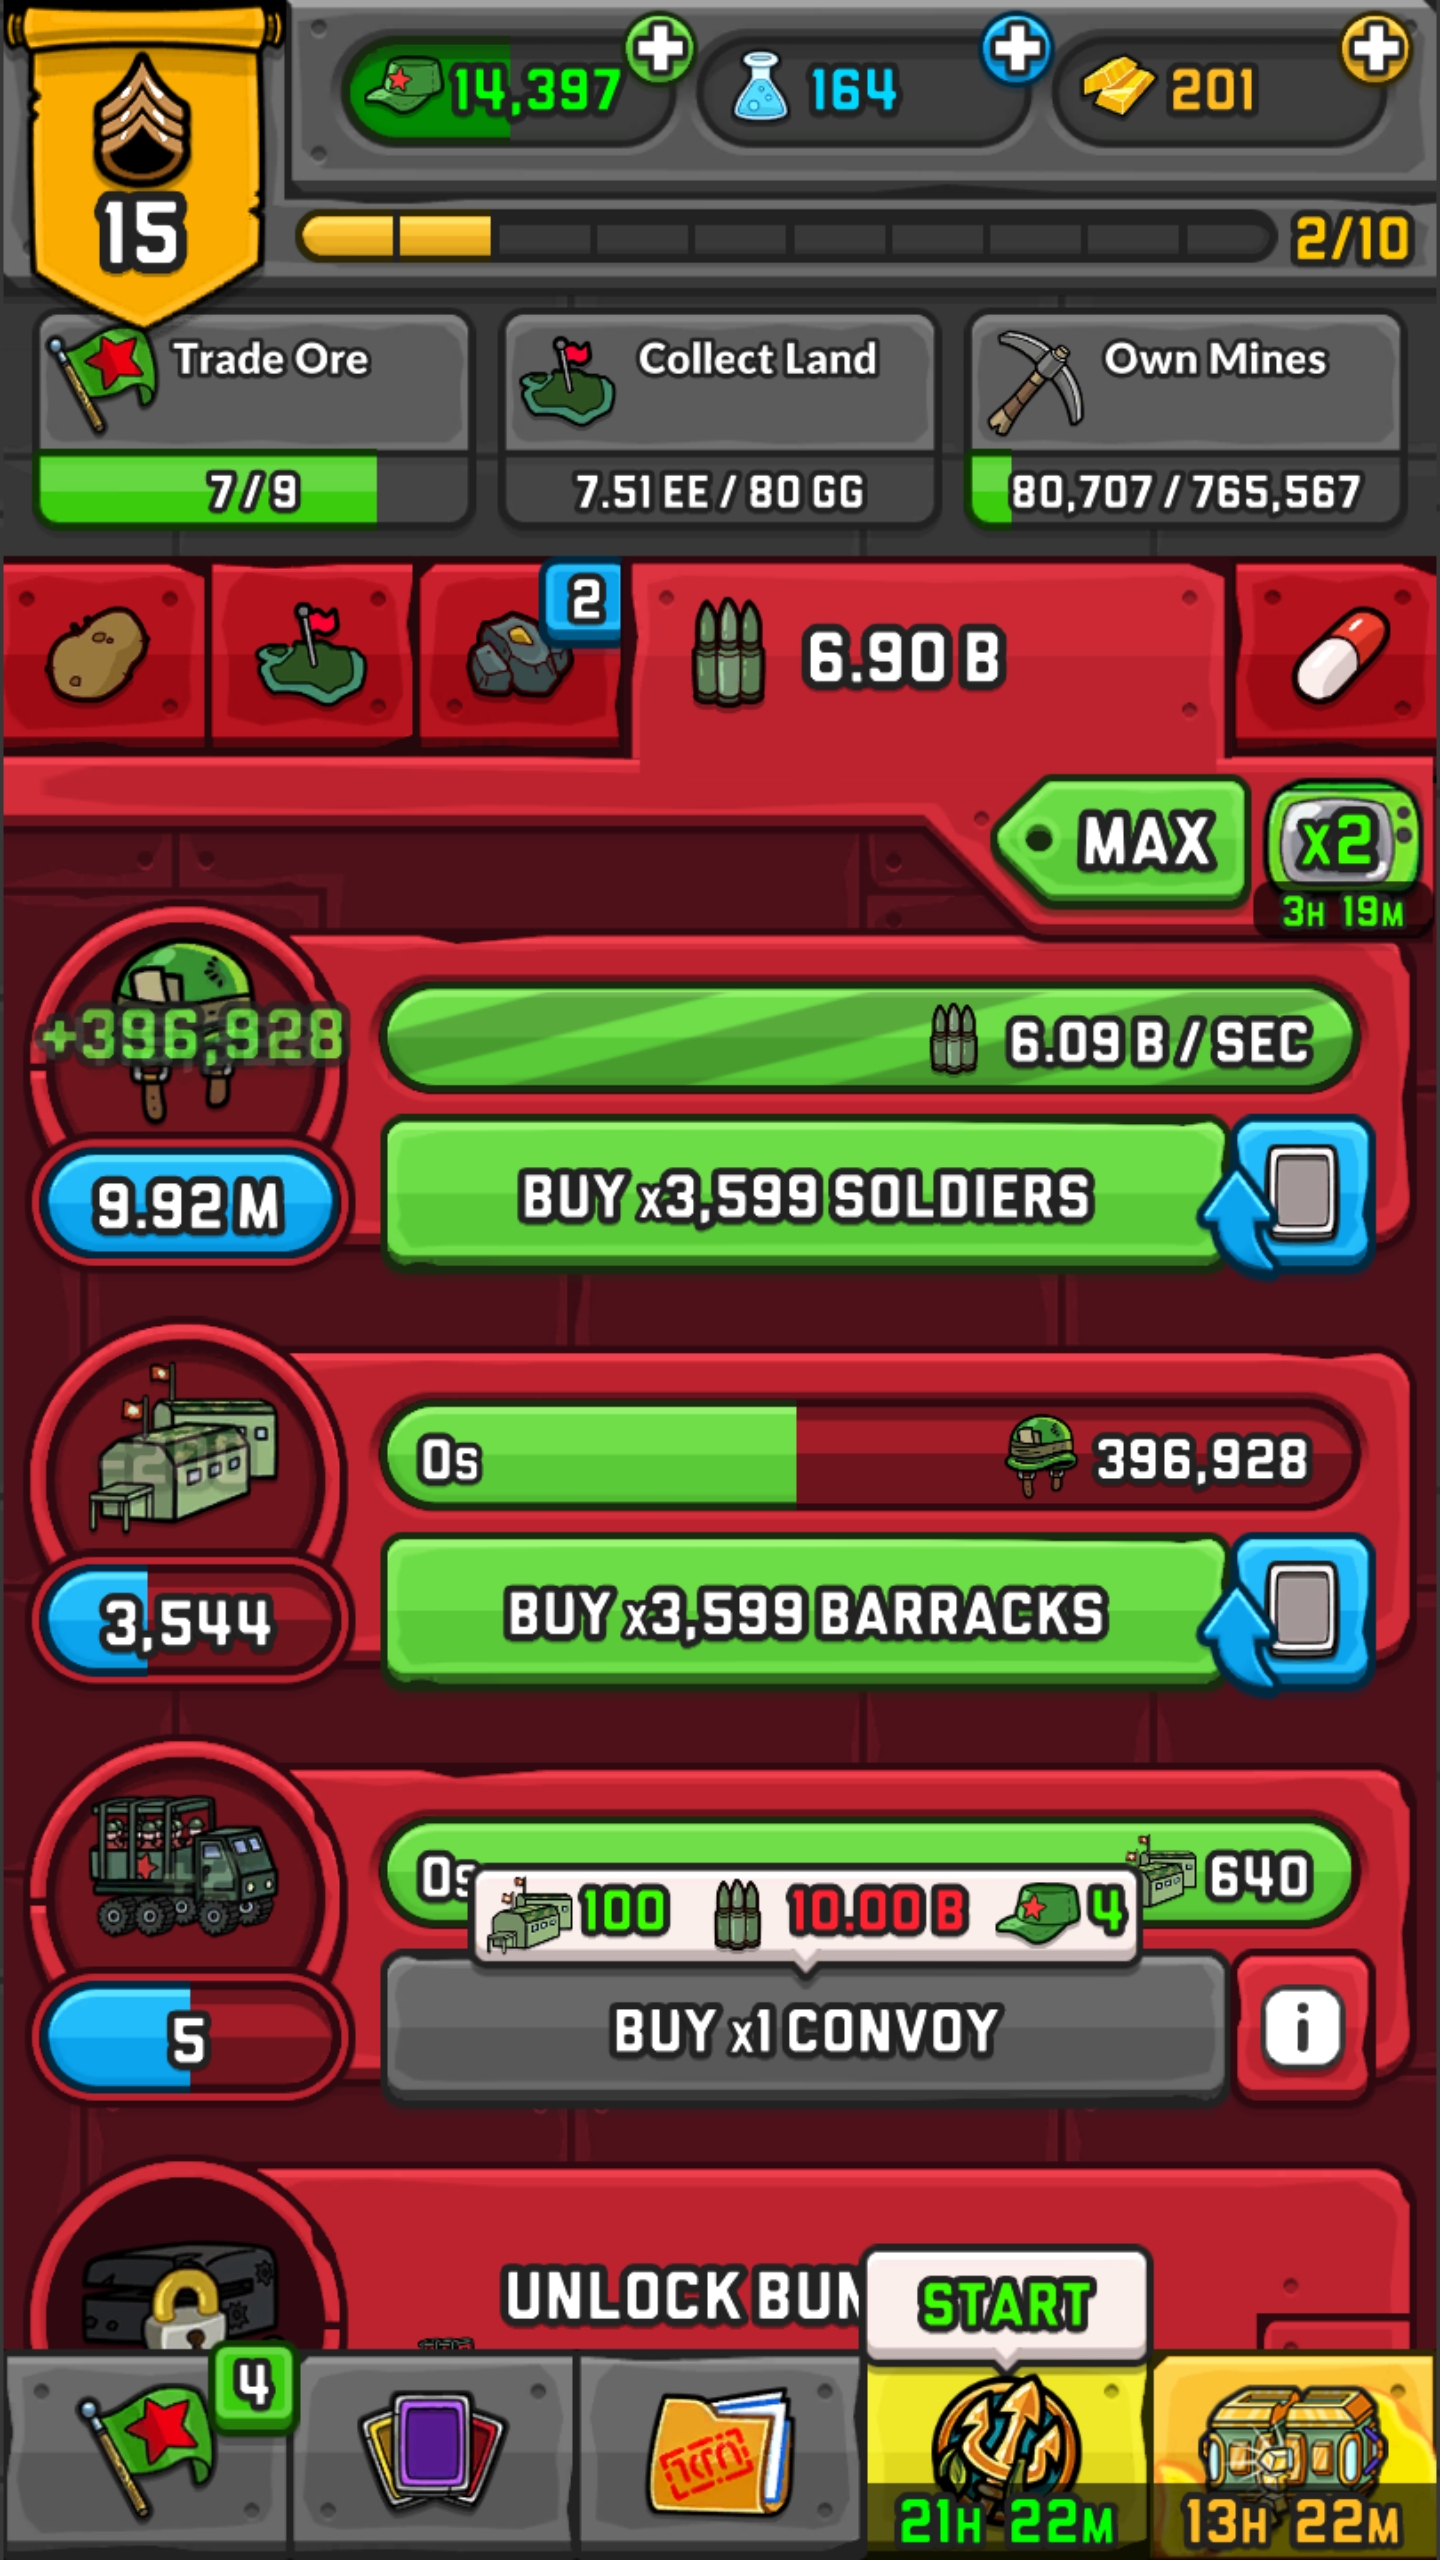 14,397
164
201
15
2/10
Trade Ore
Collect Land
Own Mines
7/9
7.51 EE / 80 GG
80,707 / 765,567
2
6.90 B
MAX
x2
3H 19M
+396,928
6.09 B / SEC
9.92 M
BUY x3,599 SOLDIERS
0s
396,928
3,544
BUY x3,599 BARRACKS
0s
640
100
10.00 B
4
5
BUY x1 CONVOY
i
UNLOCK BUN
START
4
21H 22M
13H 22M